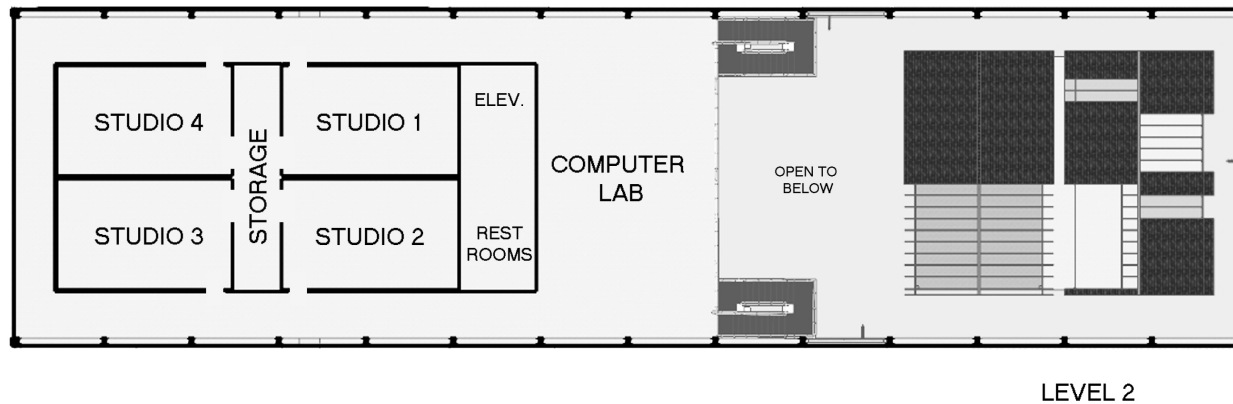 STUDIO 4
STUDIO 1
ELEV.
STORAGE
COMPUTER
LAB
OPEN TO
BELOW
STUDIO 3
STUDIO 2
REST
ROOMS
LEVEL 2